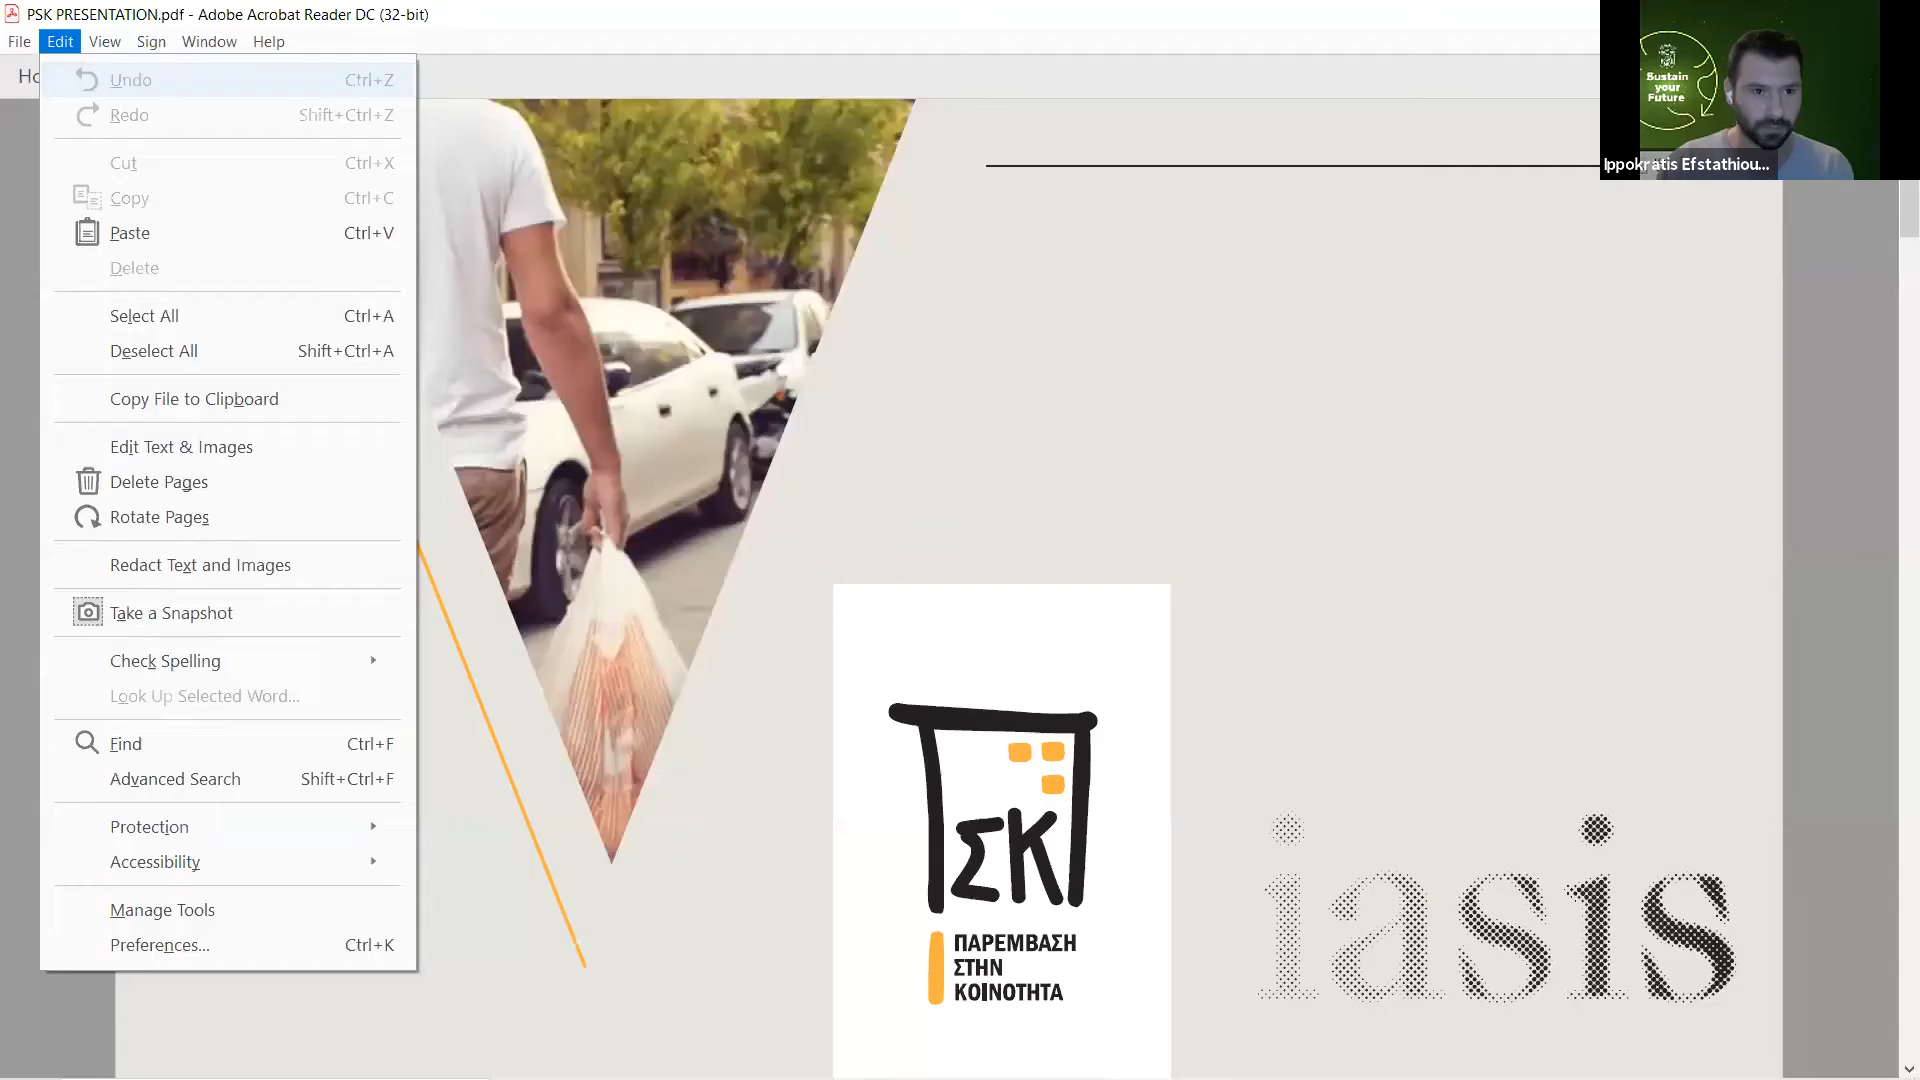 PSK PRESENTATION.pdf - Adobe Acrobat Reader DC (32-bit)
File Edit View Sign Window Help
Ho
Undo Ctrl+Z
Redo Shift+Ctrl+Z
Cut Ctrl+X
Copy Ctrl+C
Paste Ctrl+V
Delete
Select All Ctrl+A
Deselect All Shift+Ctrl+A
Copy File to Clipboard
Edit Text & Images
Delete Pages
Rotate Pages
Redact Text and Images
Take a Snapshot
Check Spelling
Look Up Selected Word...
Find Ctrl+F
Advanced Search Shift+Ctrl+F
Protection
Accessibility
Manage Tools
Preferences... Ctrl+K
Sustain
your
Future
Ippokratis Efstathiou...
ΣΚ
ΠΑΡΕΜΒΑΣΗ
ΣΤΗΝ
ΚΟΙΝΟΤΗΤΑ
iasis